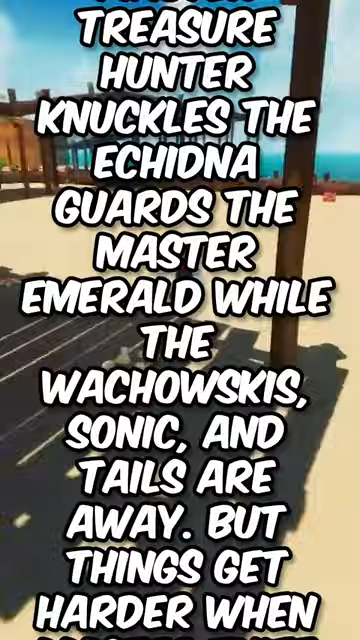 TREASURE
HUNTER
KNUCKLES THE
ECHIDNA
GUARDS THE
MASTER
EMERALD WHILE
THE
WACHOWSKIS,
SONIC, AND
TAILS ARE
AWAY. BUT
THINGS GET
HARDER WHEN